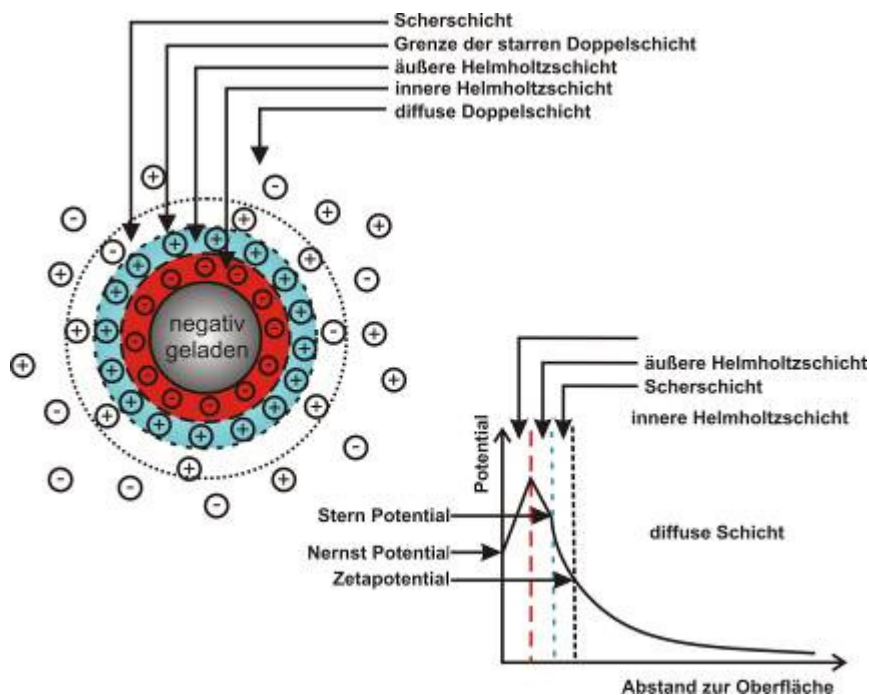 Scherschicht
Grenze der starren Doppelschicht
äußere Helmholtzschicht
innere Helmholtzschicht
diffuse Doppelschicht
negativ
geladen
äußere Helmholtzschicht
Scherschicht
innere Helmholtzschicht
Potential
Stern Potential
Nernst Potential
Zetapotential
diffuse Schicht
Abstand zur Oberfläche